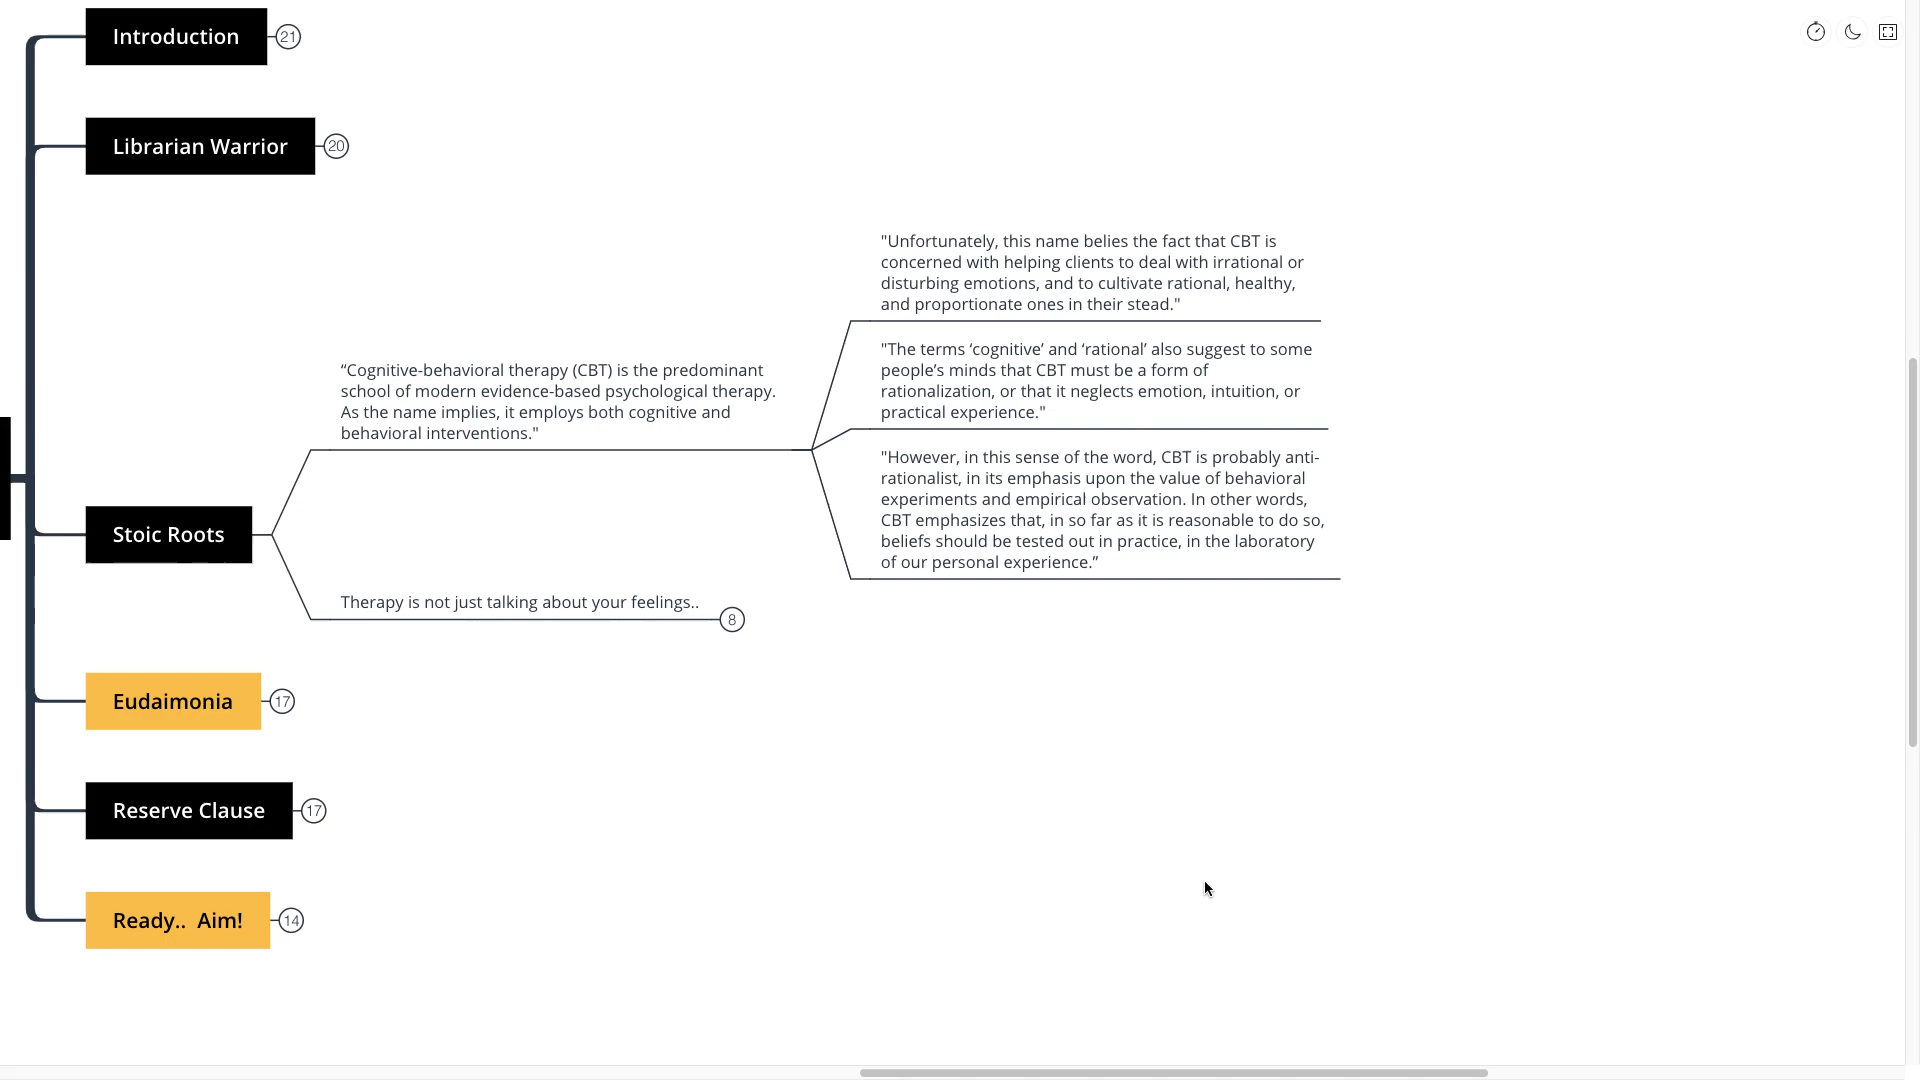 Introduction
21
Librarian Warrior
20
"Unfortunately, this name belies the fact that CBT is
concerned with helping clients to deal with irrational or
disturbing emotions, and to cultivate rational, healthy,
and proportionate ones in their stead."
"The terms ‘cognitive’ and ‘rational’ also suggest to some
people’s minds that CBT must be a form of
rationalization, or that it neglects emotion, intuition, or
practical experience."
"However, in this sense of the word, CBT is probably anti-
rationalist, in its emphasis upon the value of behavioral
experiments and empirical observation. In other words,
CBT emphasizes that, in so far as it is reasonable to do so,
beliefs should be tested out in practice, in the laboratory
of our personal experience.”
“Cognitive-behavioral therapy (CBT) is the predominant
school of modern evidence-based psychological therapy.
As the name implies, it employs both cognitive and
behavioral interventions."
Stoic Roots
Therapy is not just talking about your feelings..
8
Eudaimonia
17
Reserve Clause
17
Ready..  Aim!
14